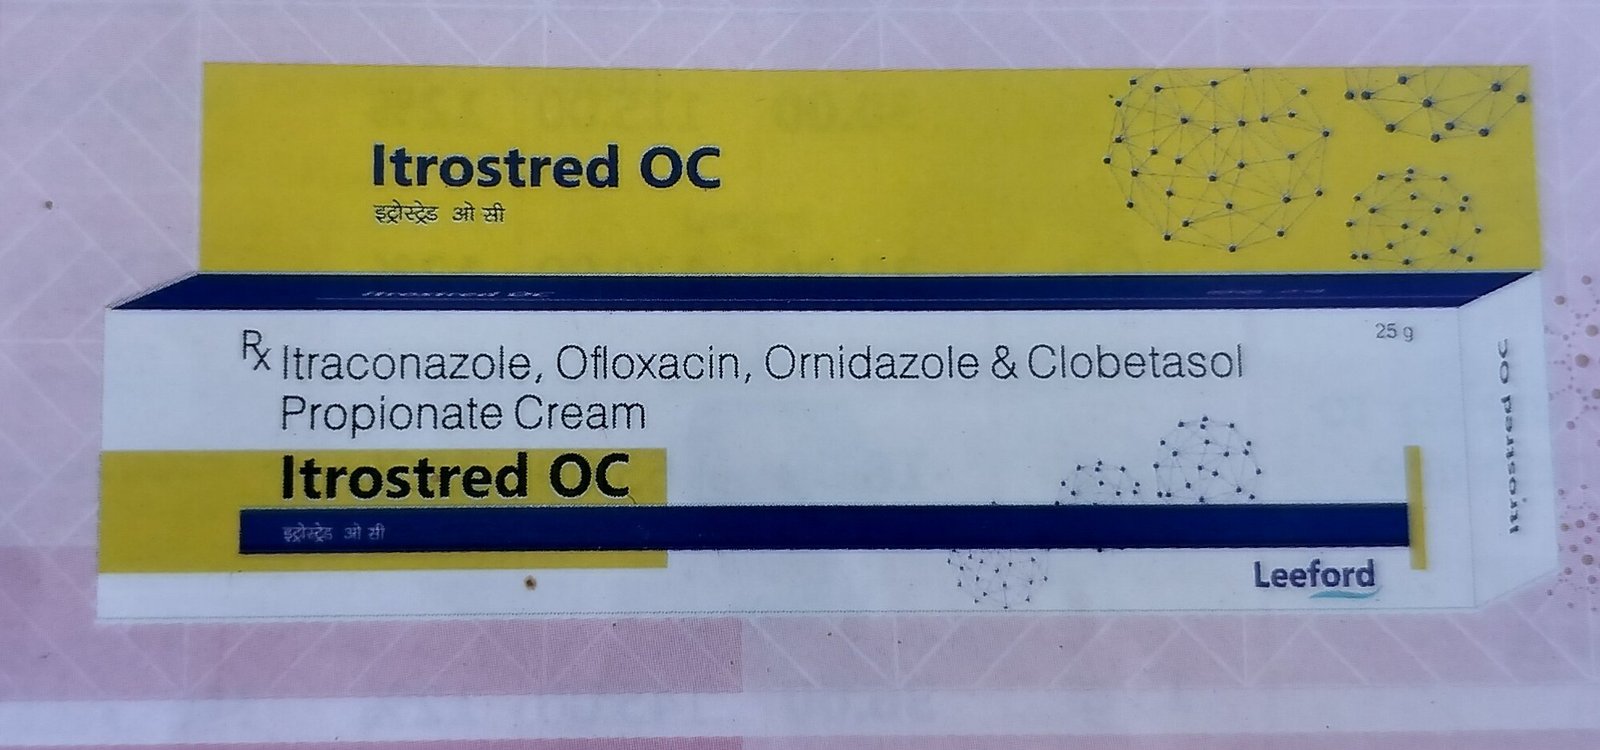 Itrostred OC
इट्रोस्ट्रेड ओ सी
25 g
Rx Itraconazole, Ofloxacin, Ornidazole & Clobetasol
Propionate Cream
Itrostred OC
इट्रोस्ट्रेड ओ सी
Leeford
Itrostred OC